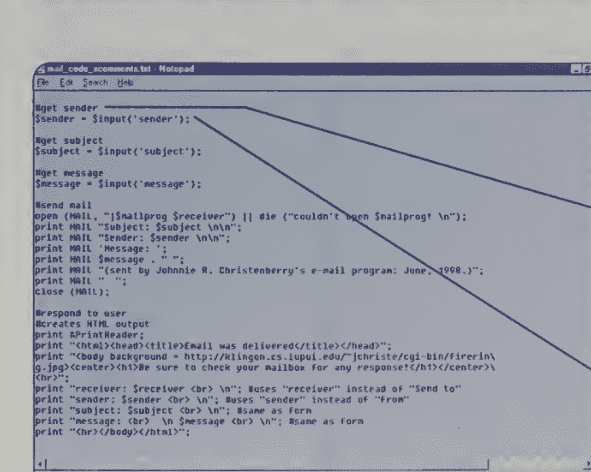 mail_code_xcomments.txt - Notepad
File Edit Search Help
#get sender
$sender = $input{'sender'};
#get subject
$subject = $input{'subject'};
#get message
$message = $input{'message'};
#send mail
open (MAIL, "|$mailprog $receiver") || die ("couldn't open $mailprog! \n");
print MAIL "Subject: $subject \n\n";
print MAIL "Sender: $sender \n\n";
print MAIL 'Message: ';
print MAIL $message . " ";
print MAIL "(sent by Johnnie R. Christenberry's e-mail program: June, 1998.)";
print MAIL "  ";
close (MAIL);
#respond to user
#creates HTML output
print &PrintHeader;
print "<html><head><title>Email was delivered</title></head>";
print "<body background = http://klingon.cs.iupui.edu/~jchriste/cgi-bin/firerin\
g.jpg><center><h1>Be sure to check your mailbox for any response!</h1></center>\
<hr>";
print "receiver: $receiver <br> \n"; #uses "receiver" instead of "Send to"
print "sender: $sender <br> \n"; #uses "sender" instead of "From"
print "subject: $subject <br> \n"; #same as form
print "message: <br>  \n $message <br> \n"; #same as form
print "<hr></body></html>";